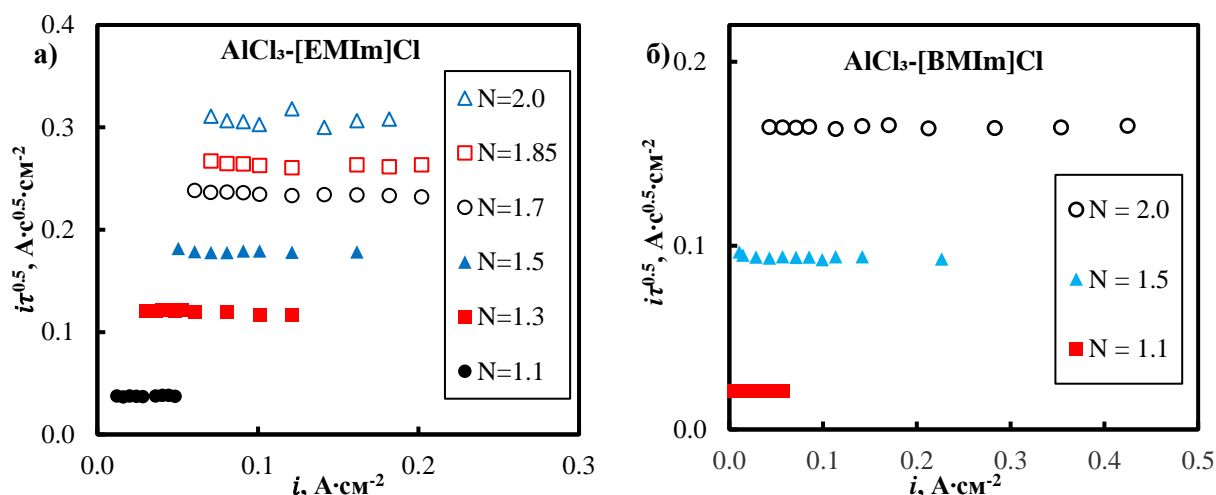 а)
AlCl₃-[EMIm]Cl
0.4
0.3
0.2
0.1
0.0
iτ^0.5, А·с^0.5·см^-2
N=2.0
N=1.85
N=1.7
N=1.5
N=1.3
N=1.1
0.0 0.1 0.2 0.3
i, А·см^-2
б)
AlCl₃-[BMIm]Cl
0.2
0.1
0.0
iτ^0.5, А·с^0.5·см^-2
N = 2.0
N = 1.5
N = 1.1
0.0 0.1 0.2 0.3 0.4 0.5
i, А·см^-2